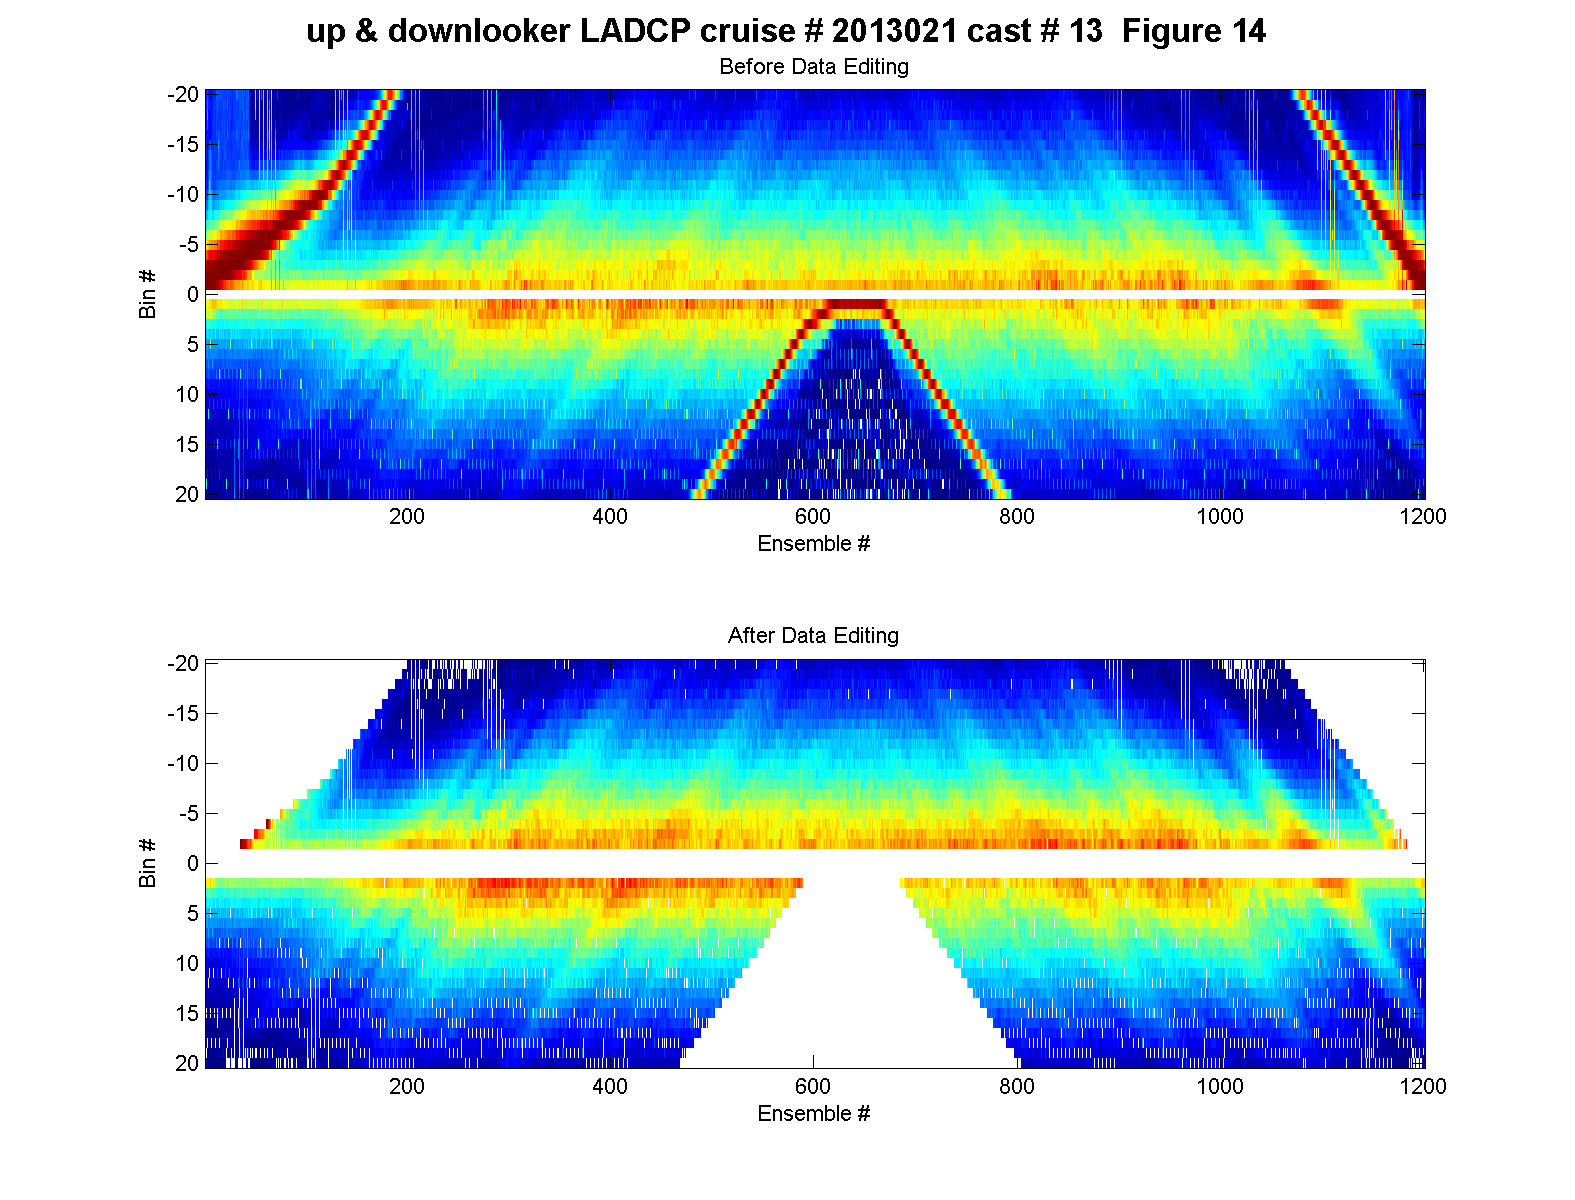 up & downlooker LADCP cruise # 2013021 cast # 13  Figure 14
Before Data Editing
-20
-15
-10
-5
0
5
10
15
20
Bin #
200 400 600 800 1000 1200
Ensemble #
After Data Editing
-20
-15
-10
-5
0
5
10
15
20
Bin #
200 400 600 800 1000 1200
Ensemble #